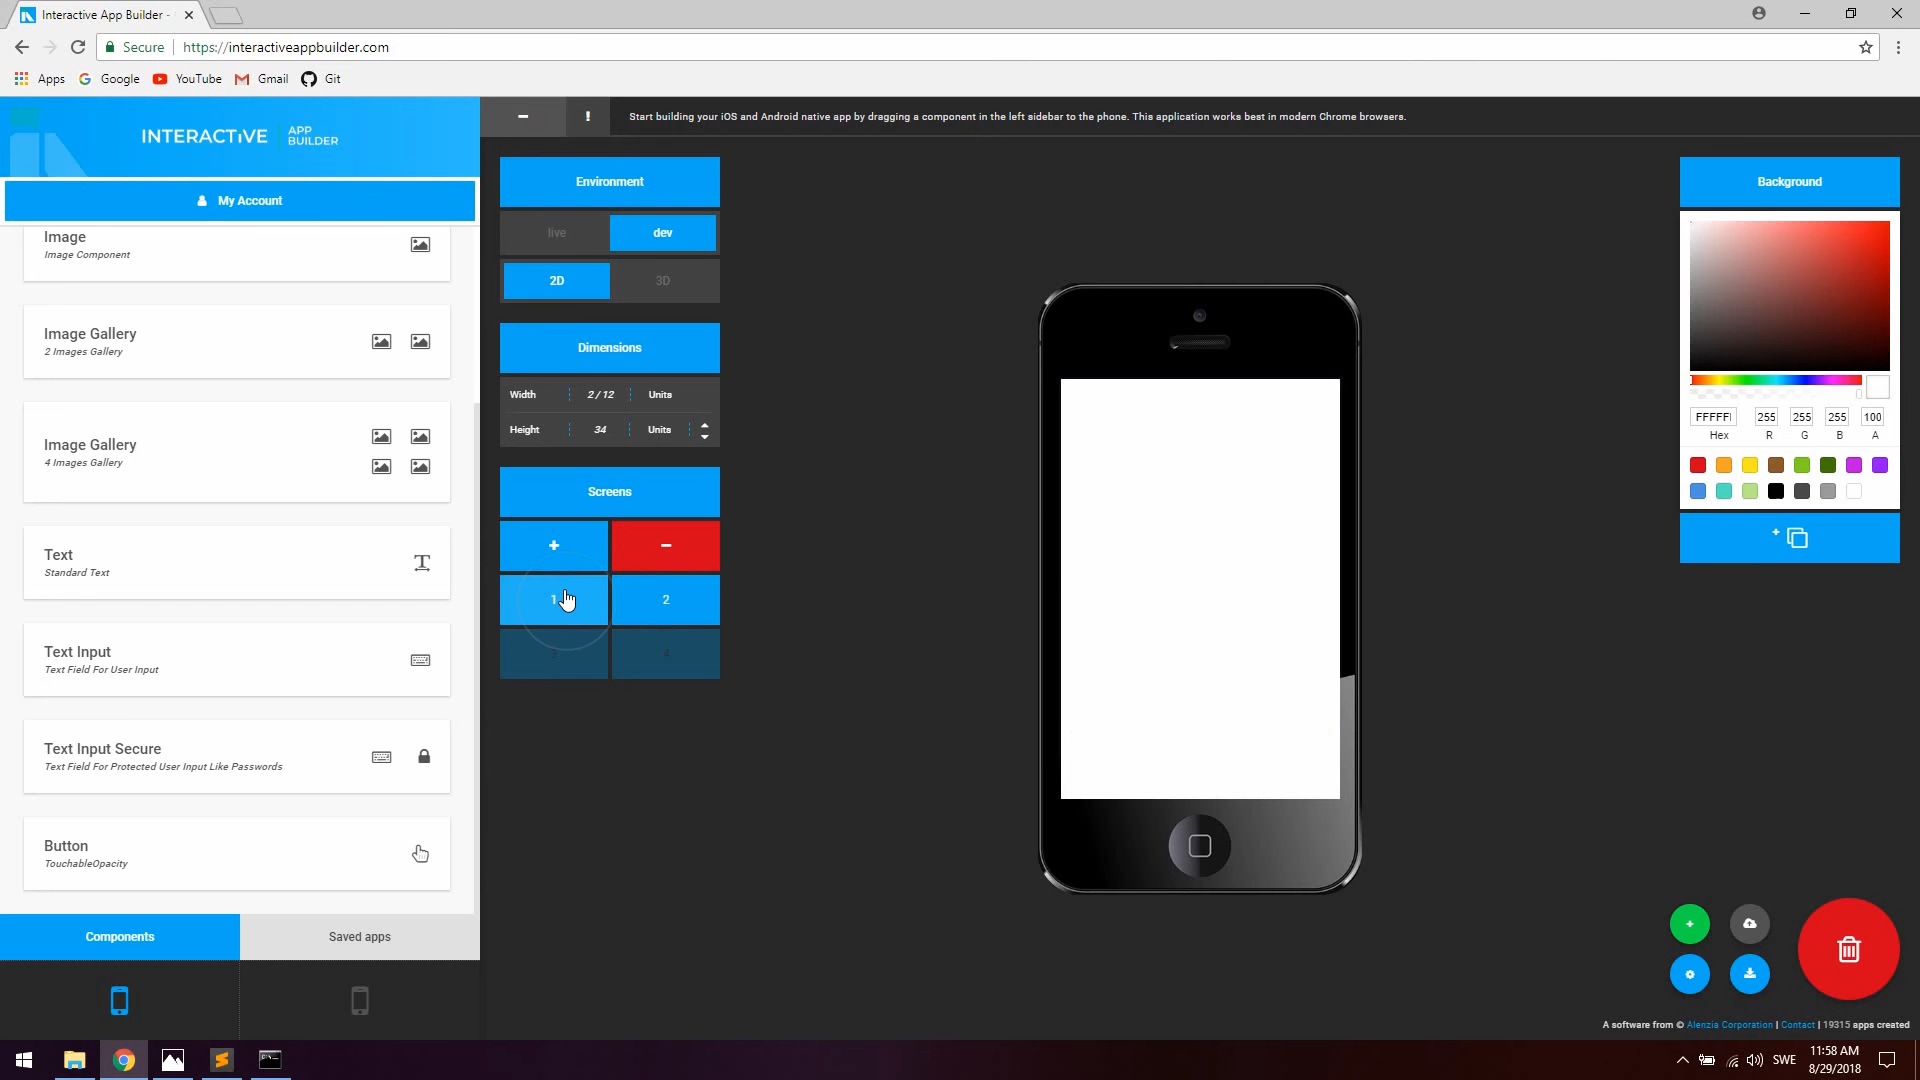 Interactive App Builder -
Secure
https://interactiveappbuilder.com
Apps
Google
YouTube
Gmail
Git
INTERACTIVE
APP
BUILDER
My Account
Image
Image Component
Image Gallery
2 Images Gallery
Image Gallery
4 Images Gallery
Text
Standard Text
Text Input
Text Field For User Input
Text Input Secure
Text Field For Protected User Input Like Passwords
Button
TouchableOpacity
Components
Saved apps
Start building your iOS and Android native app by dragging a component in the left sidebar to the phone. This application works best in modern Chrome browsers.
Environment
live
dev
2D
3D
Dimensions
Width 2 / 12 Units
Height 34 Units
Screens
+
−
1
2
3
4
Background
FFFFF
255
255
255
100
Hex
R
G
B
A
A software from © Alenzia Corporation | Contact | 19315 apps created
SWE
11:58 AM
8/29/2018